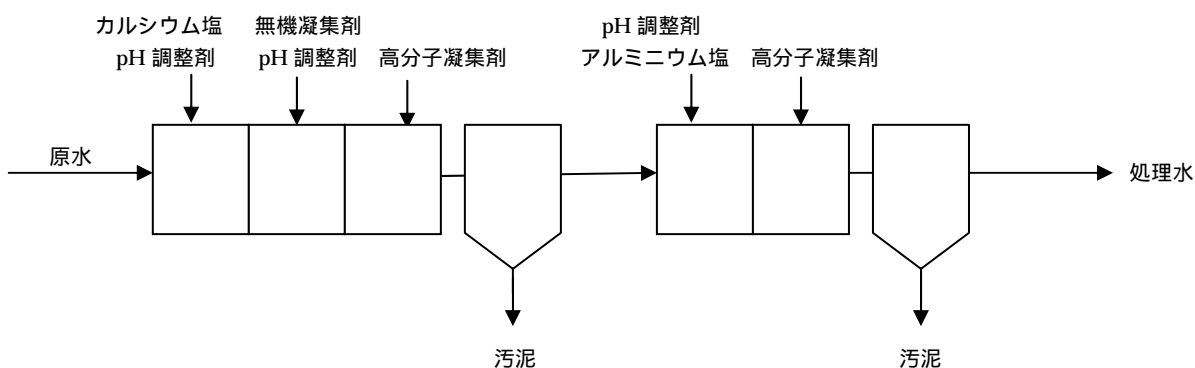 カルシウム塩
pH 調整剤
無機凝集剤
pH 調整剤
高分子凝集剤
pH 調整剤
アルミニウム塩
高分子凝集剤
原水
処理水
汚泥
汚泥